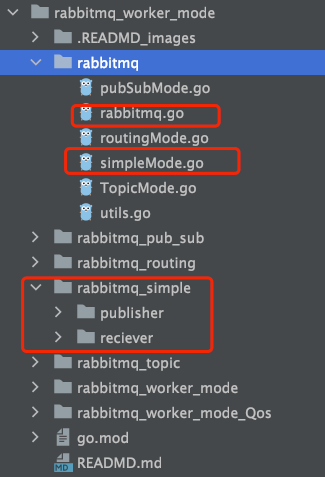 rabbitmq_worker_mode
.READMD_images
rabbitmq
pubSubMode.go
rabbitmq.go
routingMode.go
simpleMode.go
TopicMode.go
utils.go
rabbitmq_pub_sub
rabbitmq_routing
rabbitmq_simple
publisher
reciever
rabbitmq_topic
rabbitmq_worker_mode
rabbitmq_worker_mode_Qos
go.mod
READMD.md